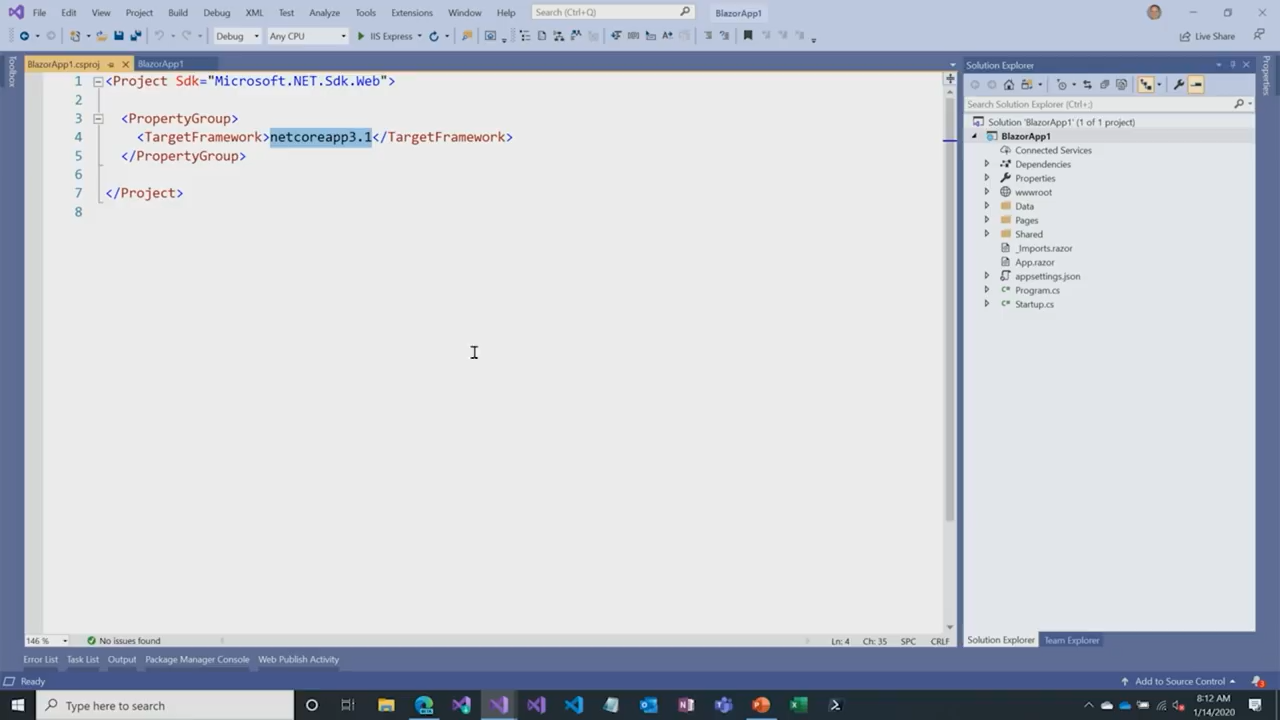 File Edit View Project Build Debug XML Test Analyze Tools Extensions Window Help Search (Ctrl+Q) BlazorApp1
Debug Any CPU IIS Express Live Share
Toolbox
BlazorApp1.csproj BlazorApp1
1 <Project Sdk="Microsoft.NET.Sdk.Web">
2
3 <PropertyGroup>
4 <TargetFramework>netcoreapp3.1</TargetFramework>
5 </PropertyGroup>
6
7 </Project>
8
146 % No issues found Ln: 4 Ch: 35 SPC CRLF
Solution Explorer
Search Solution Explorer (Ctrl+;)
Solution 'BlazorApp1' (1 of 1 project)
BlazorApp1
Connected Services
Dependencies
Properties
wwwroot
Data
Pages
Shared
_Imports.razor
App.razor
appsettings.json
Program.cs
Startup.cs
Solution Explorer Team Explorer
Properties
Error List Task List Output Package Manager Console Web Publish Activity
Ready Add to Source Control
Type here to search
8:12 AM
1/14/2020